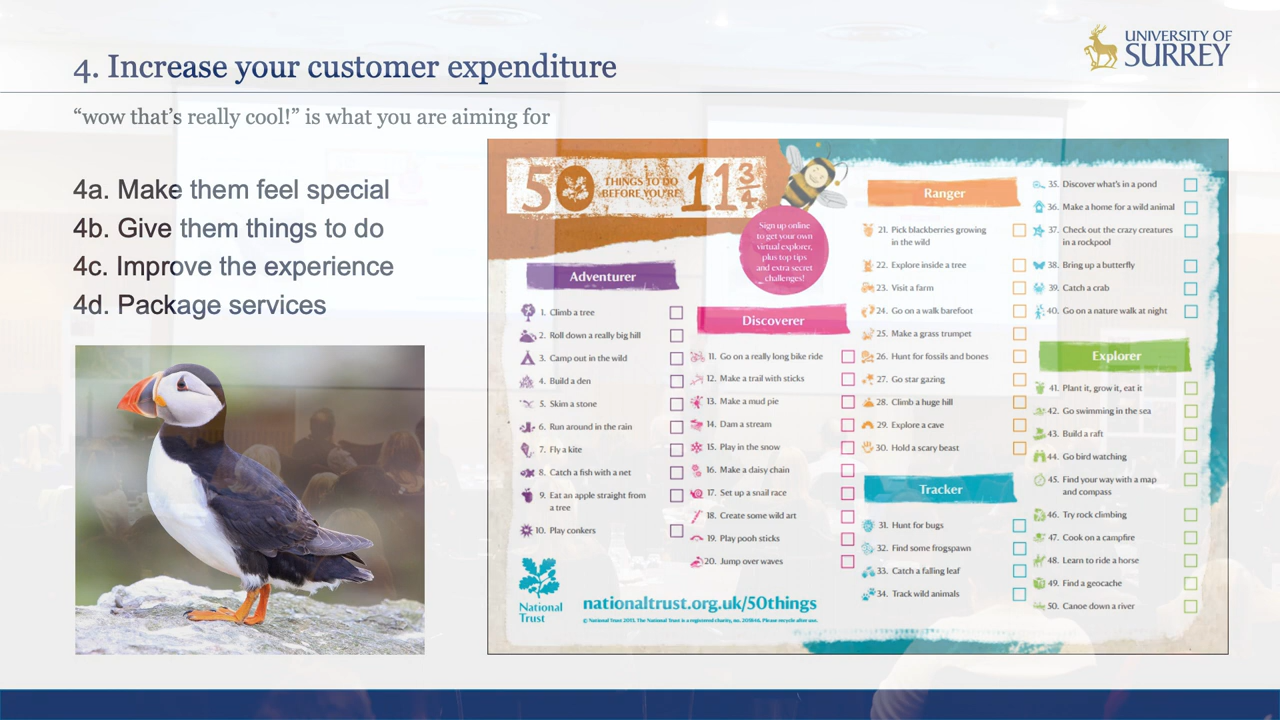 4. Increase your customer expenditure
UNIVERSITY OF
SURREY
“wow that’s really cool!” is what you are aiming for
4a. Make them feel special
4b. Give them things to do
4c. Improve the experience
4d. Package services
50 THINGS TO DO
BEFORE YOU'RE 11¾
Sign up online
to get your own
virtual explorer,
plus top tips
and extra secret
challenges!
Adventurer
1. Climb a tree
2. Roll down a really big hill
3. Camp out in the wild
4. Build a den
5. Skim a stone
6. Run around in the rain
7. Fly a kite
8. Catch a fish with a net
9. Eat an apple straight from
a tree
10. Play conkers
Discoverer
11. Go on a really long bike ride
12. Make a trail with sticks
13. Make a mud pie
14. Dam a stream
15. Play in the snow
16. Make a daisy chain
17. Set up a snail race
18. Create some wild art
19. Play pooh sticks
20. Jump over waves
Ranger
21. Pick blackberries growing
in the wild
22. Explore inside a tree
23. Visit a farm
24. Go on a walk barefoot
25. Make a grass trumpet
26. Hunt for fossils and bones
27. Go star gazing
28. Climb a huge hill
29. Explore a cave
30. Hold a scary beast
Tracker
31. Hunt for bugs
32. Find some frogspawn
33. Catch a falling leaf
34. Track wild animals
35. Discover what's in a pond
36. Make a home for a wild animal
37. Check out the crazy creatures
in a rockpool
38. Bring up a butterfly
39. Catch a crab
40. Go on a nature walk at night
Explorer
41. Plant it, grow it, eat it
42. Go swimming in the sea
43. Build a raft
44. Go bird watching
45. Find your way with a map
and compass
46. Try rock climbing
47. Cook on a campfire
48. Learn to ride a horse
49. Find a geocache
50. Canoe down a river
National
Trust
nationaltrust.org.uk/50things
© National Trust 2013. The National Trust is a registered charity, no. 205846. Please recycle after use.